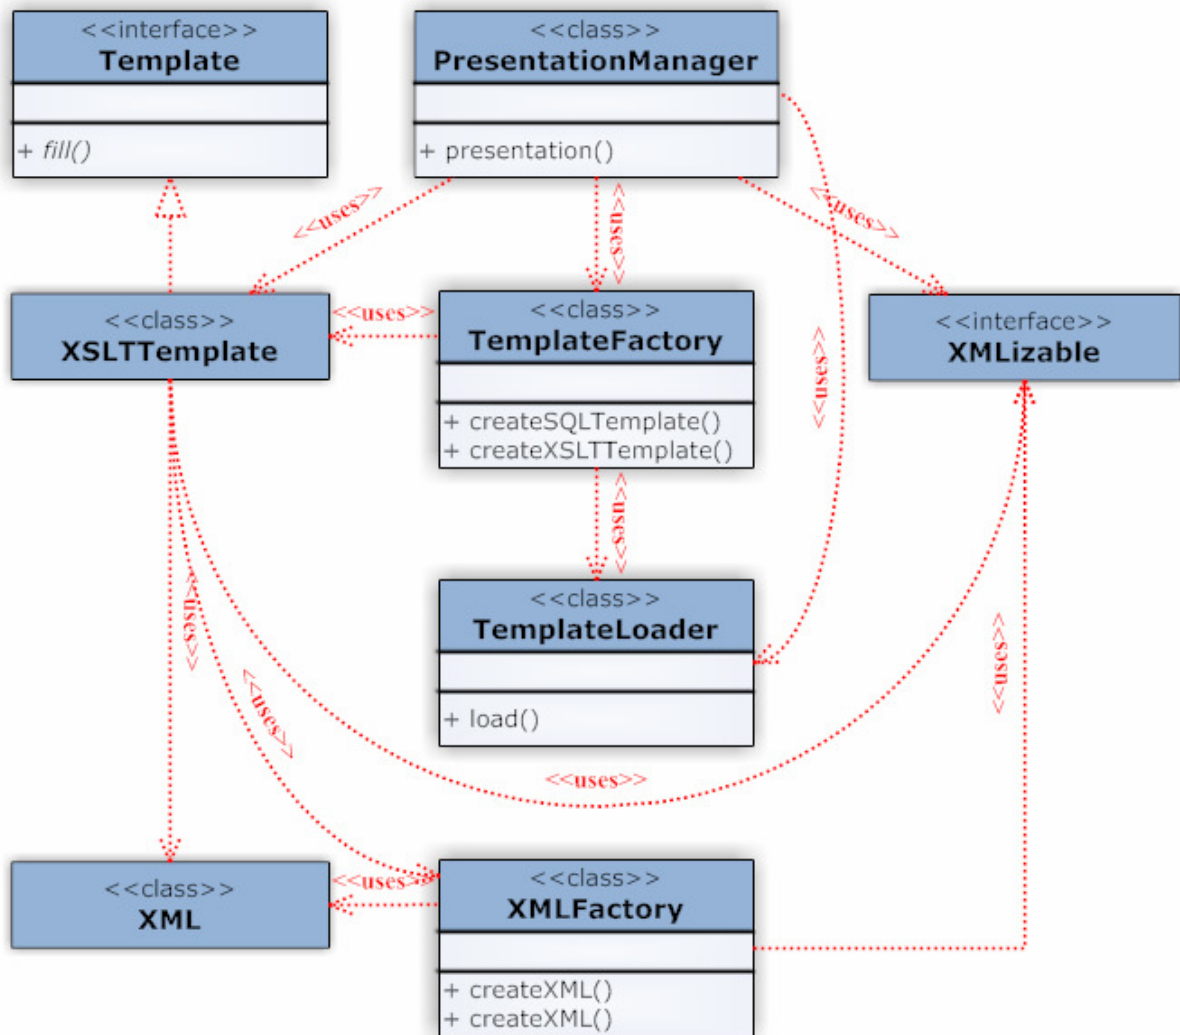 <<interface>>
Template
+ fill()
<<class>>
PresentationManager
+ presentation()
<<uses>>
<<uses>>
<<uses>>
<<class>>
XSLTTemplate
<<uses>>
<<class>>
TemplateFactory
+ createSQLTemplate()
+ createXSLTTemplate()
<<interface>>
XMLizable
<<uses>>
<<uses>>
<<class>>
TemplateLoader
+ load()
<<uses>>
<<uses>>
<<uses>>
<<uses>>
<<class>>
XML
<<uses>>
<<class>>
XMLFactory
+ createXML()
+ createXML()